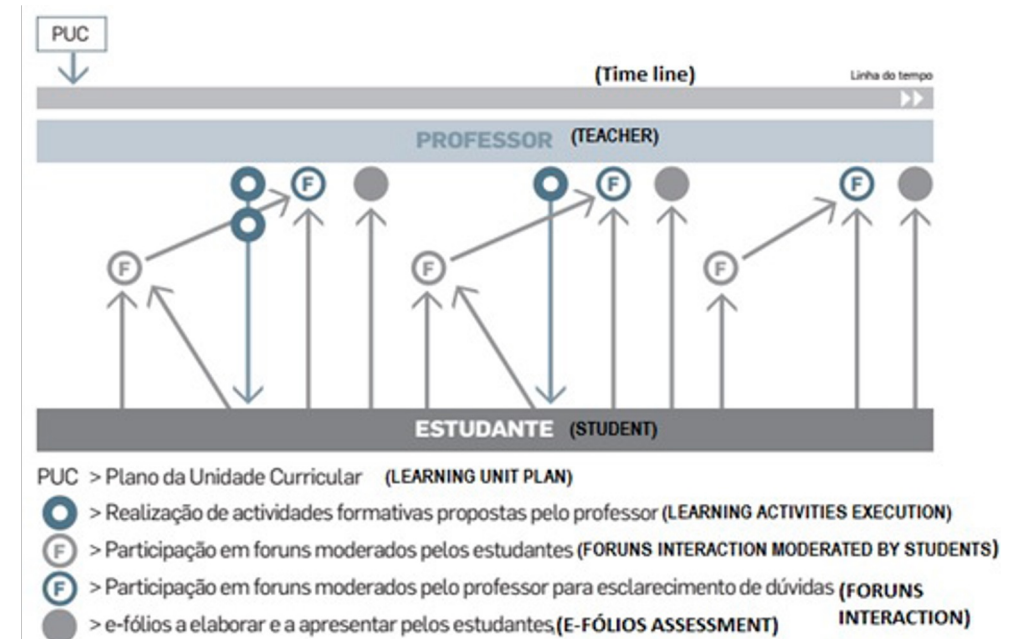 PUC
(Time line) Linha do tempo
PROFESSOR (TEACHER)
F F F
F F F
ESTUDANTE (STUDENT)
PUC > Plano da Unidade Curricular (LEARNING UNIT PLAN)
> Realização de actividades formativas propostas pelo professor (LEARNING ACTIVITIES EXECUTION)
F > Participação em foruns moderados pelos estudantes (FORUNS INTERACTION MODERATED BY STUDENTS)
F > Participação em foruns moderados pelo professor para esclarecimento de dúvidas (FORUNS
INTERACTION)
> e-fólios a elaborar e a apresentar pelos estudantes,(E-FÓLIOS ASSESSMENT)